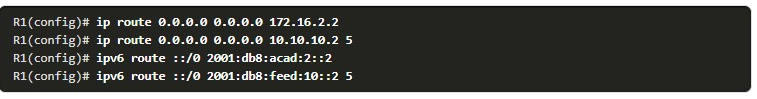 R1(config)# ip route 0.0.0.0 0.0.0.0 172.16.2.2
R1(config)# ip route 0.0.0.0 0.0.0.0 10.10.10.2 5
R1(config)# ipv6 route ::/0 2001:db8:acad:2::2
R1(config)# ipv6 route ::/0 2001:db8:feed:10::2 5